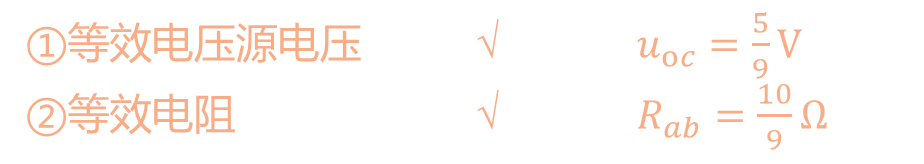 ①等效电压源电压 √ u_oc = 5/9 V
②等效电阻 √ R_ab = 10/9 Ω